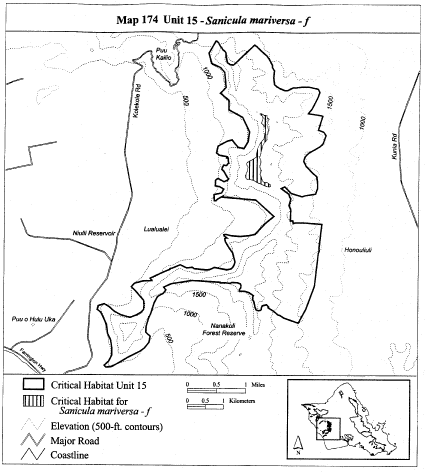 Map 174 Unit 15 - Sanicula mariversa - f
Puu
Kailio
1000
500
1500
1000
Kolekole Rd
Kunia Rd
Niulii Reservoir
Lualualei
Honouliuli
1500
1000
Nanakuli
Forest Reserve
500
Puu o Hulu Uka
Farrington Hwy
Critical Habitat Unit 15
Critical Habitat for
Sanicula mariversa - f
Elevation (500-ft. contours)
Major Road
Coastline
0 0.5 1 Miles
0 0.5 1 Kilometers
N